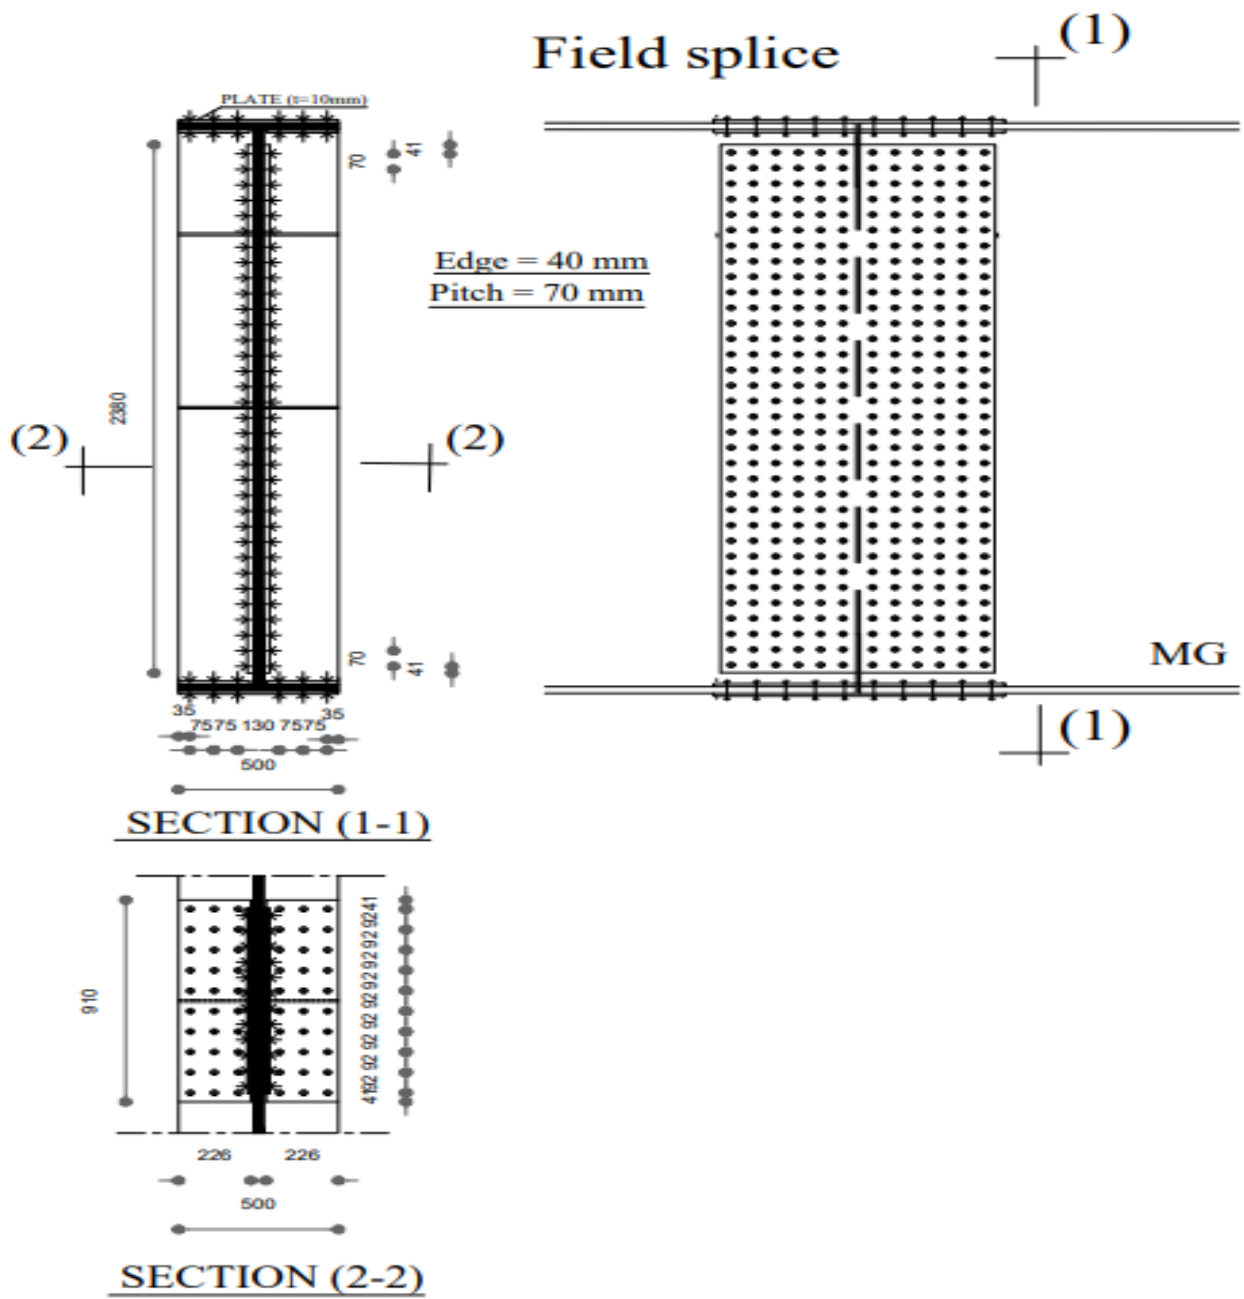 Field splice
(1)
PLATE (t=10mm)
70
41
Edge = 40 mm
Pitch = 70 mm
2380
(2)
(2)
70
41
MG
35
7575 130 7575
35
500
(1)
SECTION (1-1)
910
4192 92 92 92 92 92 92 92 9241
226
226
500
SECTION (2-2)